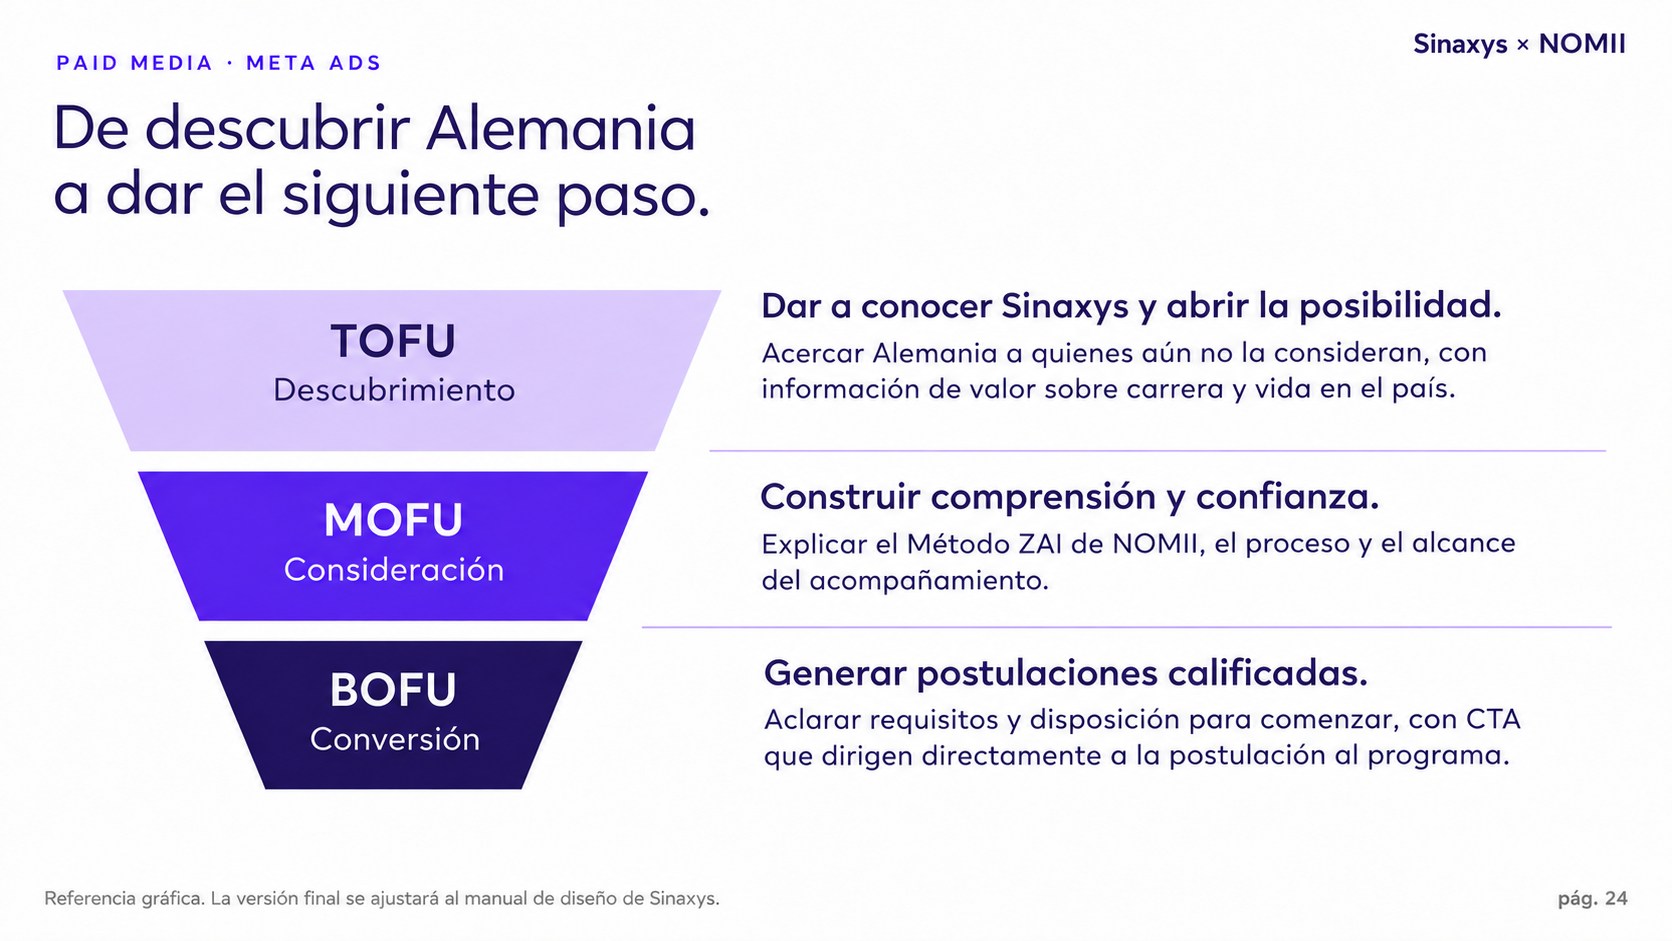 Sinaxys × NOMII
PAID MEDIA · META ADS
De descubrir Alemania
a dar el siguiente paso.
TOFU
Descubrimiento
Dar a conocer Sinaxys y abrir la posibilidad.
Acercar Alemania a quienes aún no la consideran, con
información de valor sobre carrera y vida en el país.
MOFU
Consideración
Construir comprensión y confianza.
Explicar el Método ZAI de NOMII, el proceso y el alcance
del acompañamiento.
BOFU
Conversión
Generar postulaciones calificadas.
Aclarar requisitos y disposición para comenzar, con CTA
que dirigen directamente a la postulación al programa.
Referencia gráfica. La versión final se ajustará al manual de diseño de Sinaxys.
pág. 24